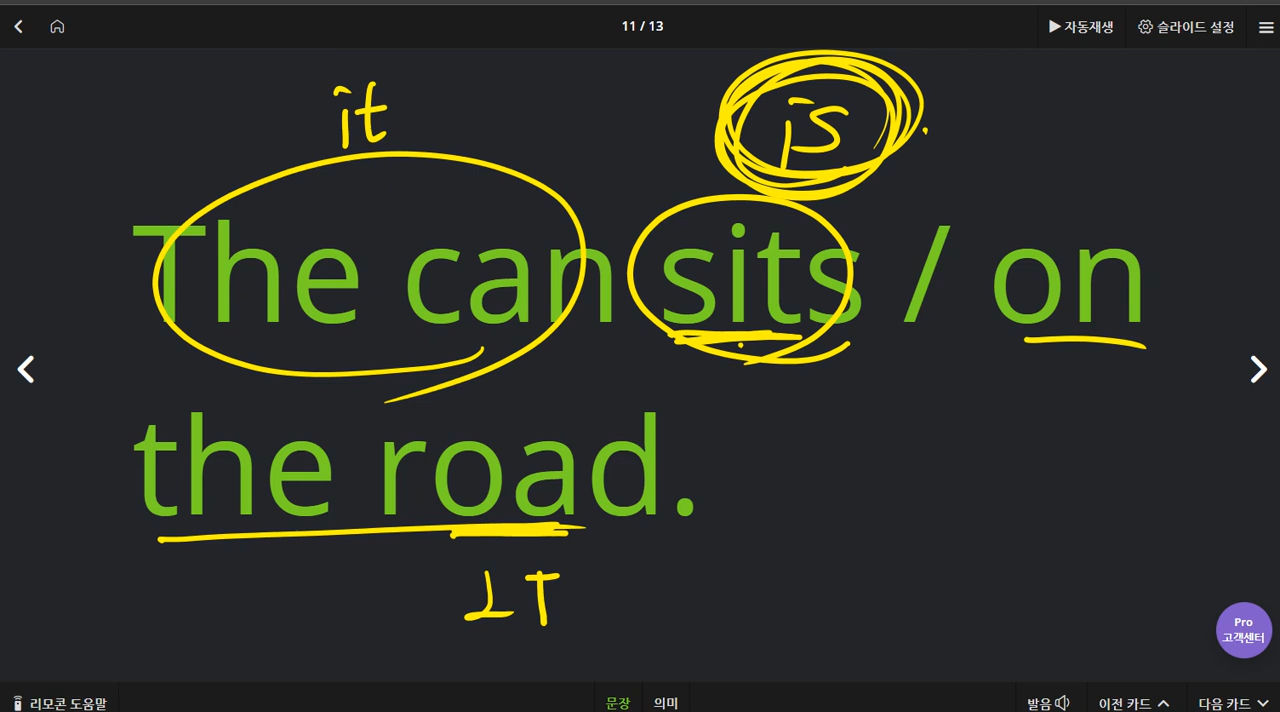 11 / 13
자동재생
슬라이드 설정
it
is
The can sits / on
the road.
ㅗㅜ
Pro
고객센터
리모콘 도움말
문장
의미
발음
이전 카드
다음 카드